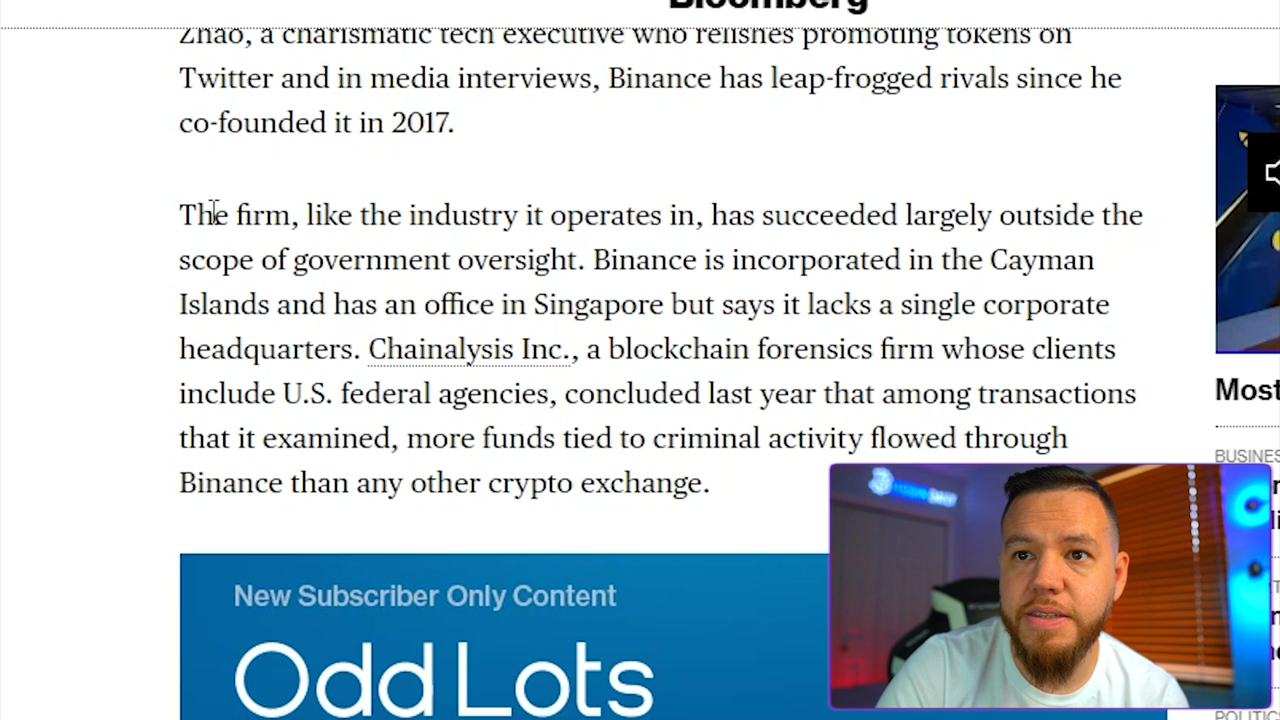 Bloomberg
Zhao, a charismatic tech executive who relishes promoting tokens on
Twitter and in media interviews, Binance has leap-frogged rivals since he
co-founded it in 2017.
The firm, like the industry it operates in, has succeeded largely outside the
scope of government oversight. Binance is incorporated in the Cayman
Islands and has an office in Singapore but says it lacks a single corporate
headquarters. Chainalysis Inc., a blockchain forensics firm whose clients
include U.S. federal agencies, concluded last year that among transactions
that it examined, more funds tied to criminal activity flowed through
Binance than any other crypto exchange.
New Subscriber Only Content
Odd Lots
Most